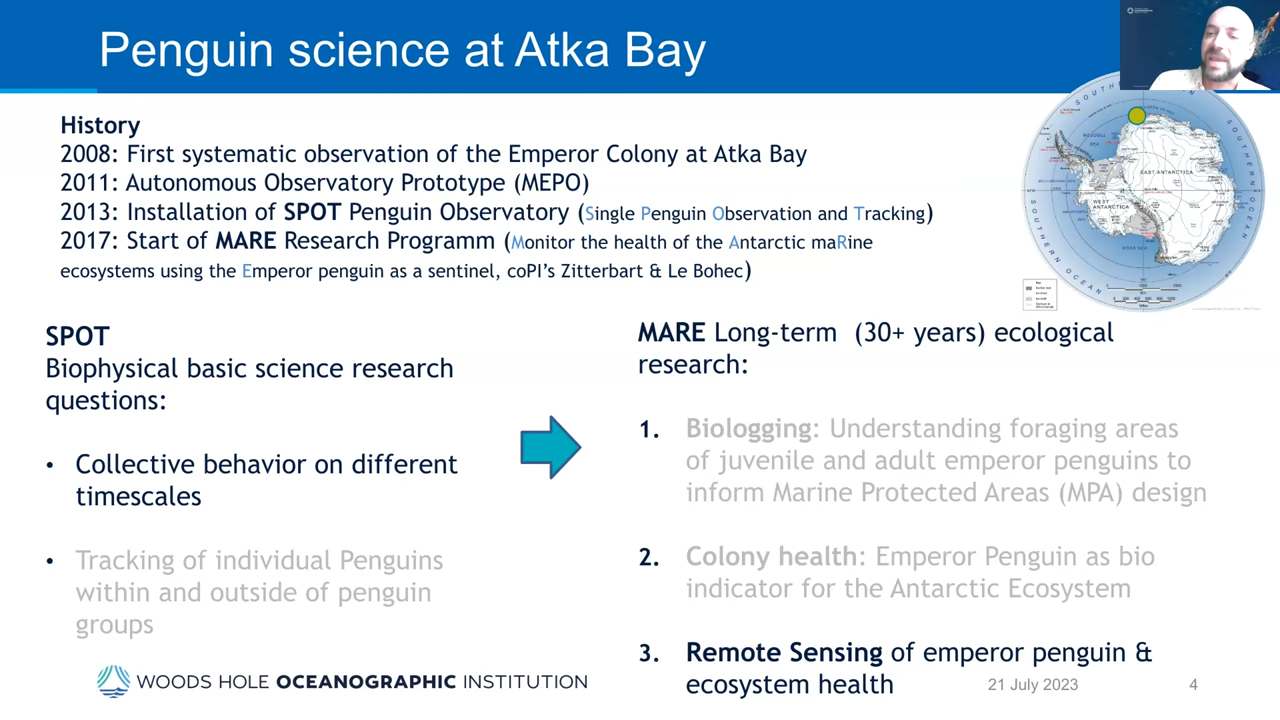 Penguin science at Atka Bay
History
2008: First systematic observation of the Emperor Colony at Atka Bay
2011: Autonomous Observatory Prototype (MEPO)
2013: Installation of SPOT Penguin Observatory (Single Penguin Observation and Tracking)
2017: Start of MARE Research Programm (Monitor the health of the Antarctic maRine
ecosystems using the Emperor penguin as a sentinel, coPI's Zitterbart & Le Bohec)
EAST ANTARCTICA
WEST
ANTARCTICA
SOUTHERN OCEAN
SOUTHERN OCEAN
SPOT
Biophysical basic science research
questions:
• Collective behavior on different
timescales
• Tracking of individual Penguins
within and outside of penguin
groups
MARE Long-term (30+ years) ecological
research:
1. Biologging: Understanding foraging areas
of juvenile and adult emperor penguins to
inform Marine Protected Areas (MPA) design
2. Colony health: Emperor Penguin as bio
indicator for the Antarctic Ecosystem
3. Remote Sensing of emperor penguin &
ecosystem health
WOODS HOLE OCEANOGRAPHIC INSTITUTION
21 July 2023
4